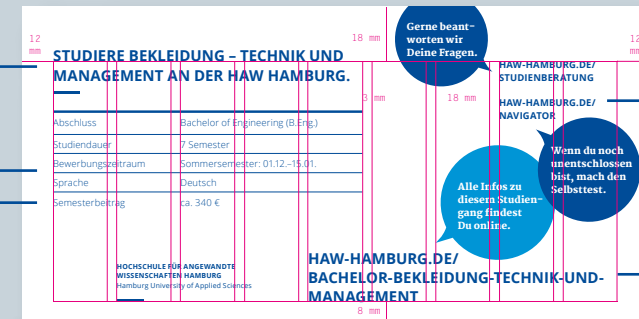 12
mm
18 mm
12
mm
Gerne beant-
worten wir
Deine Fragen.
STUDIERE BEKLEIDUNG – TECHNIK UND
MANAGEMENT AN DER HAW HAMBURG.
HAW-HAMBURG.DE/
STUDIENBERATUNG
3 mm
18 mm
HAW-HAMBURG.DE/
NAVIGATOR
Abschluss Bachelor of Engineering (B.Eng.)
Studiendauer 7 Semester
Bewerbungszeitraum Sommersemester: 01.12.–15.01.
Sprache Deutsch
Semesterbeitrag ca. 340 €
Wenn du noch
unentschlossen
bist, mach den
Selbsttest.
Alle Infos zu
diesem Studien-
gang findest
Du online.
HOCHSCHULE FÜR ANGEWANDTE
WISSENSCHAFTEN HAMBURG
Hamburg University of Applied Sciences
HAW-HAMBURG.DE/
BACHELOR-BEKLEIDUNG-TECHNIK-UND-
MANAGEMENT
8 mm